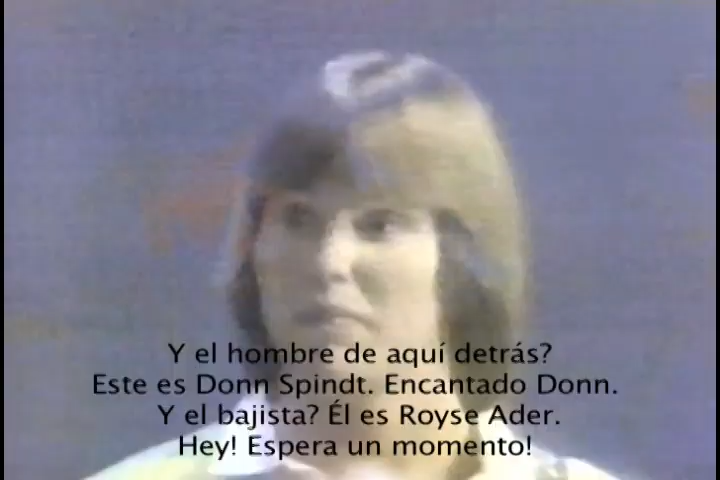 Y el hombre de aquí detrás?
Este es Donn Spindt. Encantado Donn.
Y el bajista? Él es Royse Ader.
Hey! Espera un momento!